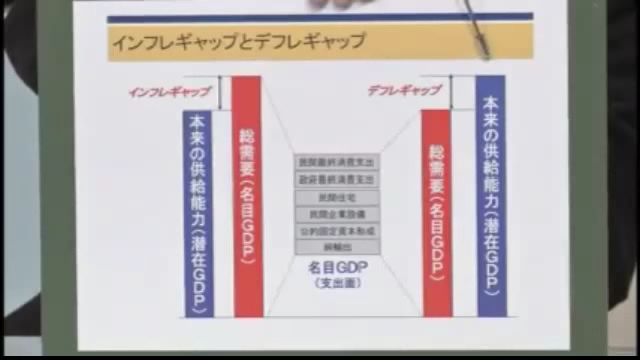 インフレギャップとデフレギャップ
インフレギャップ
デフレギャップ
本来の供給能力(潜在GDP)
総需要(名目GDP)
民間最終消費支出
政府最終消費支出
民間住宅
民間企業設備
公的固定資本形成
純輸出
名目GDP
(支出面)
総需要(名目GDP)
本来の供給能力(潜在GDP)